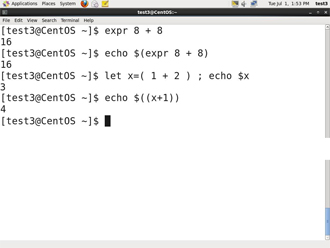 Applications Places System Tue Jul 1, 1:53 PM test3
test3@CentOS:~
File Edit View Search Terminal Help
[test3@CentOS ~]$ expr 8 + 8
16
[test3@CentOS ~]$ echo $(expr 8 + 8)
16
[test3@CentOS ~]$ let x=( 1 + 2 ) ; echo $x
3
[test3@CentOS ~]$ echo $((x+1))
4
[test3@CentOS ~]$